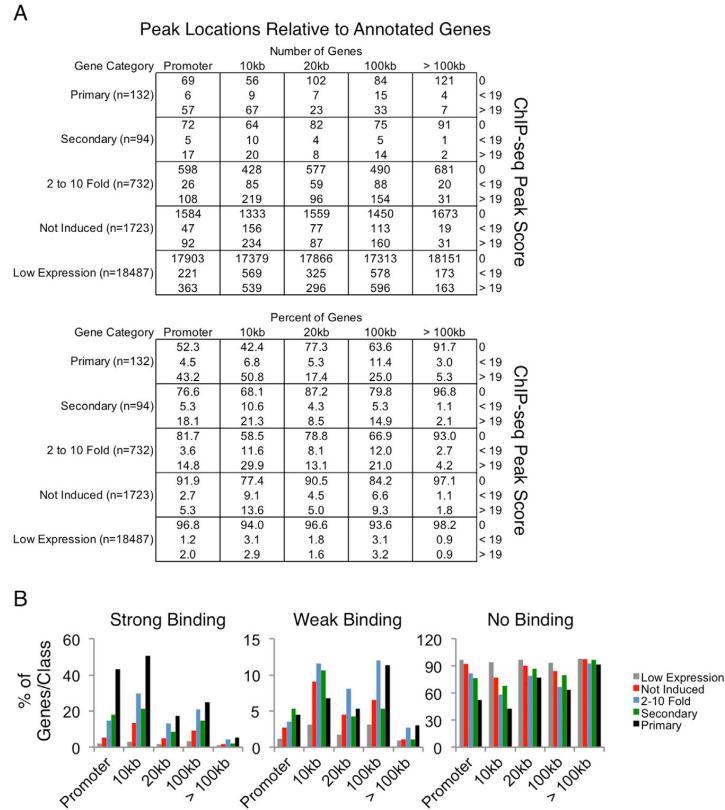 A
Peak Locations Relative to Annotated Genes
Number of Genes
Gene Category Promoter 10kb 20kb 100kb > 100kb
69 56 102 84 121 0
Primary (n=132) 6 9 7 15 4 < 19
57 67 23 33 7 > 19
72 64 82 75 91 0
Secondary (n=94) 5 10 4 5 1 < 19
17 20 8 14 2 > 19
598 428 577 490 681 0
2 to 10 Fold (n=732) 26 85 59 88 20 < 19
108 219 96 154 31 > 19
1584 1333 1559 1450 1673 0
Not Induced (n=1723) 47 156 77 113 19 < 19
92 234 87 160 31 > 19
17903 17379 17866 17313 18151 0
Low Expression (n=18487) 221 569 325 578 173 < 19
363 539 296 596 163 > 19
ChIP-seq Peak Score
Percent of Genes
Gene Category Promoter 10kb 20kb 100kb > 100kb
52.3 42.4 77.3 63.6 91.7 0
Primary (n=132) 4.5 6.8 5.3 11.4 3.0 < 19
43.2 50.8 17.4 25.0 5.3 > 19
76.6 68.1 87.2 79.8 96.8 0
Secondary (n=94) 5.3 10.6 4.3 5.3 1.1 < 19
18.1 21.3 8.5 14.9 2.1 > 19
81.7 58.5 78.8 66.9 93.0 0
2 to 10 Fold (n=732) 3.6 11.6 8.1 12.0 2.7 < 19
14.8 29.9 13.1 21.0 4.2 > 19
91.9 77.4 90.5 84.2 97.1 0
Not Induced (n=1723) 2.7 9.1 4.5 6.6 1.1 < 19
5.3 13.6 5.0 9.3 1.8 > 19
96.8 94.0 96.6 93.6 98.2 0
Low Expression (n=18487) 1.2 3.1 1.8 3.1 0.9 < 19
2.0 2.9 1.6 3.2 0.9 > 19
ChIP-seq Peak Score
B
Strong Binding
% of Genes/Class
60
40
20
0
Promoter
10kb
20kb
100kb
> 100kb
Weak Binding
15
10
5
0
Promoter
10kb
20kb
100kb
> 100kb
No Binding
120
90
60
30
0
Promoter
10kb
20kb
100kb
> 100kb
Low Expression
Not Induced
2-10 Fold
Secondary
Primary